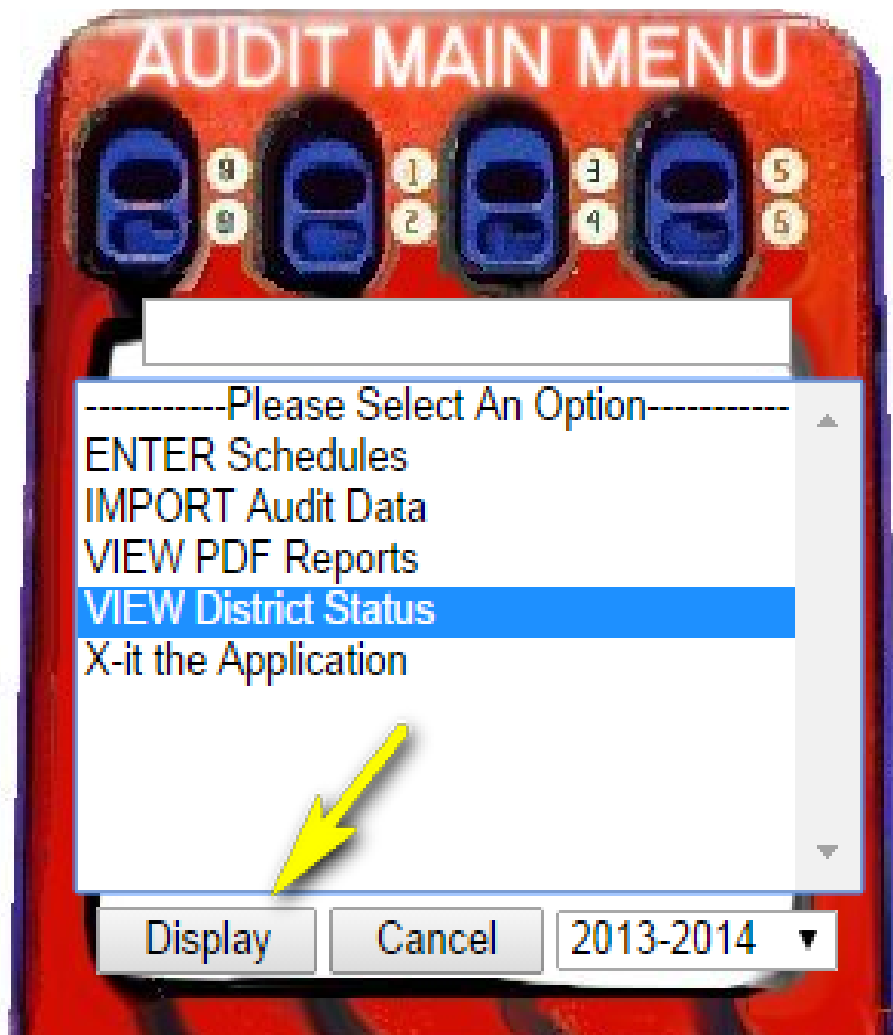 AUDIT MAIN MENU
9 1 3 5
0 2 4 6
-----------Please Select An Option-----------
ENTER Schedules
IMPORT Audit Data
VIEW PDF Reports
VIEW District Status
X-it the Application
Display Cancel 2013-2014